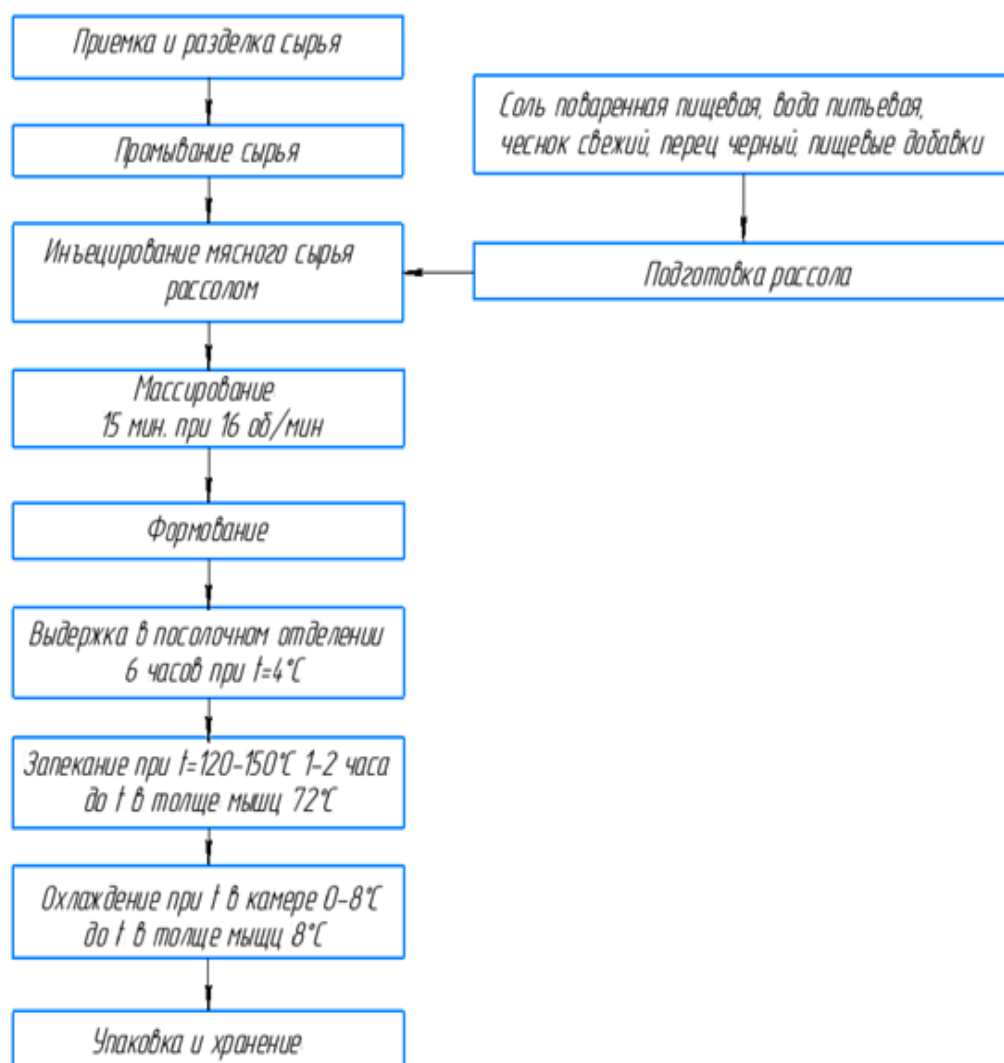 Приемка и разделка сырья
Промывание сырья
Соль поваренная пищевая, вода питьевая,
чеснок свежий, перец черный, пищевые добавки
Инъецирование мясного сырья
рассолом
Подготовка рассола
Массирование
15 мин. при 16 об/мин
Формование
Выдержка в посолочном отделении
6 часов при t=4°C
Запекание при t=120-150°C 1-2 часа
до t в толще мышц 72°C
Охлаждение при t в камере 0-8°C
до t в толще мыщц 8°C
Упаковка и хранение